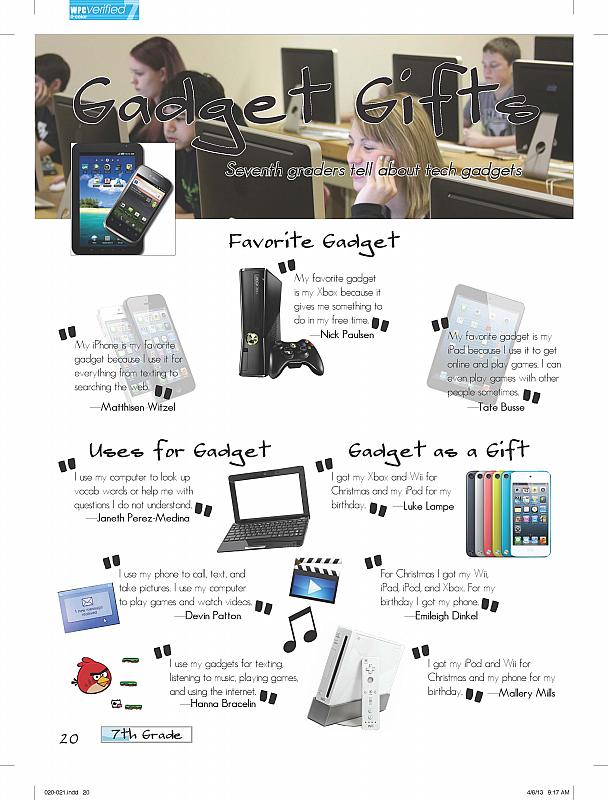 WPC verified 7
4-color
Gadget Gifts
Seventh graders tell about tech gadgets
Favorite Gadget
"My favorite gadget
is my Xbox because it
gives me something to
do in my free time."
—Nick Paulsen
"My iPhone is my favorite
gadget because I use it for
everything from texting to
searching the web."
—Matthisen Witzel
"My favorite gadget is my
iPad because I use it to get
online and play games. I can
even play games with other
people sometimes."
—Tate Busse
Uses for Gadget
"I use my computer to look up
vocab words or help me with
questions I do not understand."
—Janeth Perez-Medina
"I use my phone to call, text, and
take pictures. I use my computer
to play games and watch videos."
—Devin Patton
1 new message
received
"I use my gadgets for texting,
listening to music, playing games,
and using the internet."
—Hanna Bracelin
Gadget as a Gift
"I got my Xbox and Wii for
Christmas and my iPod for my
birthday."
—Luke Lampe
"For Christmas I got my Wii,
iPad, iPod, and Xbox. For my
birthday I got my phone."
—Emileigh Dinkel
"I got my iPod and Wii for
Christmas and my phone for my
birthday."
—Mallery Mills
20
7th Grade
020-021.indd 20
4/6/13 9:17 AM